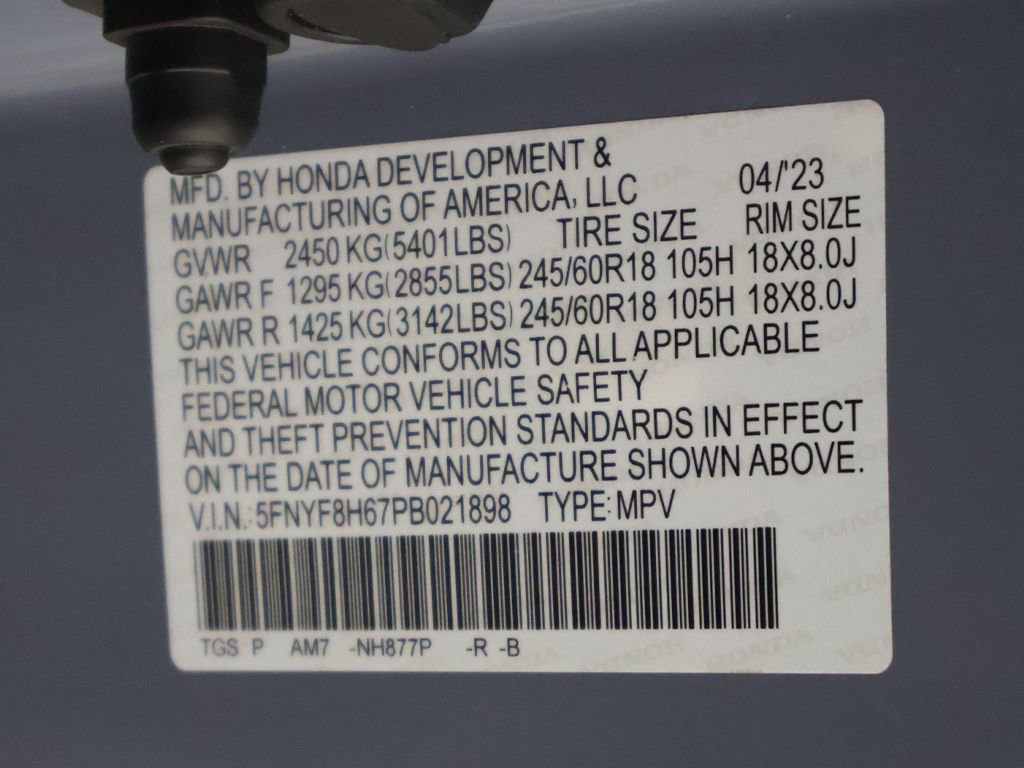 MFD. BY HONDA DEVELOPMENT &
MANUFACTURING OF AMERICA, LLC 04/'23
GVWR 2450 KG(5401LBS) TIRE SIZE RIM SIZE
GAWR F 1295 KG(2855LBS) 245/60R18 105H 18X8.0J
GAWR R 1425 KG(3142LBS) 245/60R18 105H 18X8.0J
THIS VEHICLE CONFORMS TO ALL APPLICABLE
FEDERAL MOTOR VEHICLE SAFETY
AND THEFT PREVENTION STANDARDS IN EFFECT
ON THE DATE OF MANUFACTURE SHOWN ABOVE.
V.I.N.: 5FNYF8H67PB021898 TYPE: MPV
TGS P AM7 -NH877P -R -B